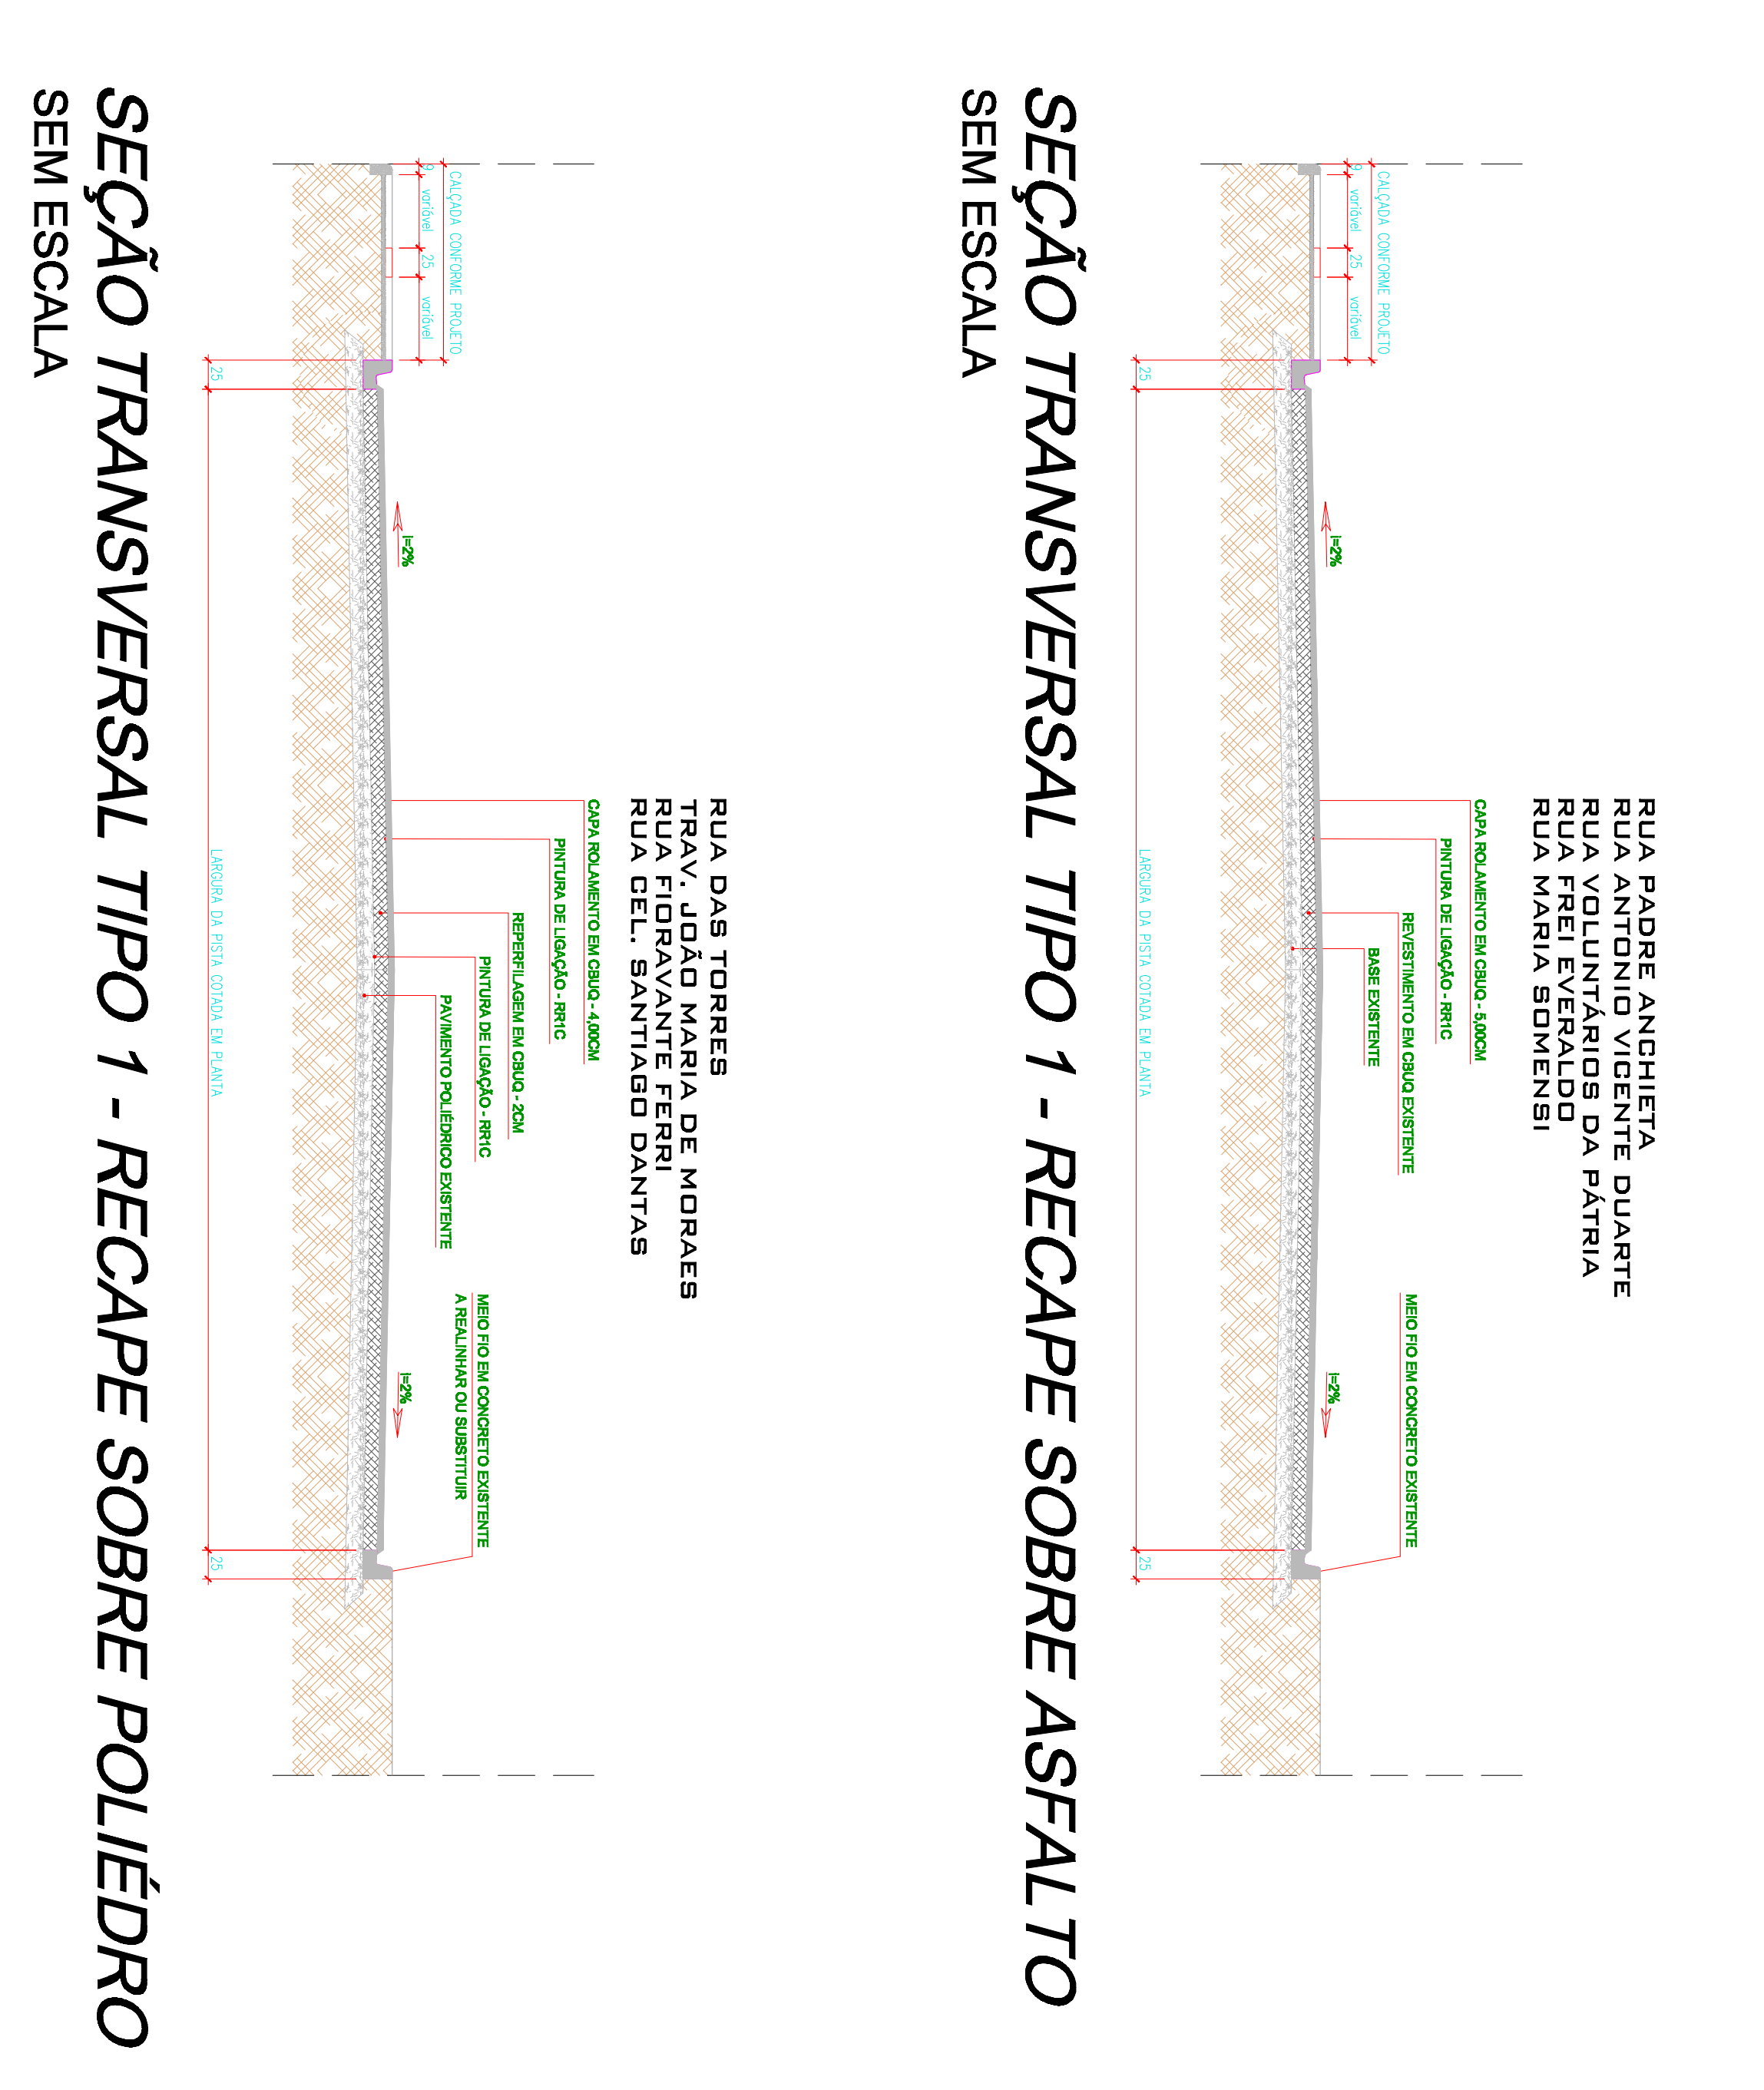 RUA PADRE ANCHIETA
RUA ANTONIO VICENTE DUARTE
RUA VOLUNTÁRIOS DA PÁTRIA
RUA FREI EVERALDO
RUA MARIA SOMENSI
CAPA ROLAMENTO EM CBUQ - 5,00CM
PINTURA DE LIGAÇÃO - RR1C
REVESTIMENTO EM CBUQ EXISTENTE
BASE EXISTENTE
MEIO FIO EM CONCRETO EXISTENTE
CALÇADA CONFORME PROJETO
9 variável 25 variável
i=2%
i=2%
25 LARGURA DA PISTA COTADA EM PLANTA 25
SEÇÃO TRANSVERSAL TIPO 1 - RECAPE SOBRE ASFALTO
SEM ESCALA
RUA DAS TORRES
TRAV. JOÃO MARIA DE MORAES
RUA FIORAVANTE FERRI
RUA CEL. SANTIAGO DANTAS
CAPA ROLAMENTO EM CBUQ - 4,00CM
PINTURA DE LIGAÇÃO - RR1C
REPERFILAGEM EM CBUQ - 2CM
PINTURA DE LIGAÇÃO - RR1C
PAVIMENTO POLIÉDRICO EXISTENTE
MEIO FIO EM CONCRETO EXISTENTE
A REALINHAR OU SUBSTITUIR
CALÇADA CONFORME PROJETO
9 variável 25 variável
i=2%
i=2%
25 LARGURA DA PISTA COTADA EM PLANTA 25
SEÇÃO TRANSVERSAL TIPO 1 - RECAPE SOBRE POLIÉDRO
SEM ESCALA